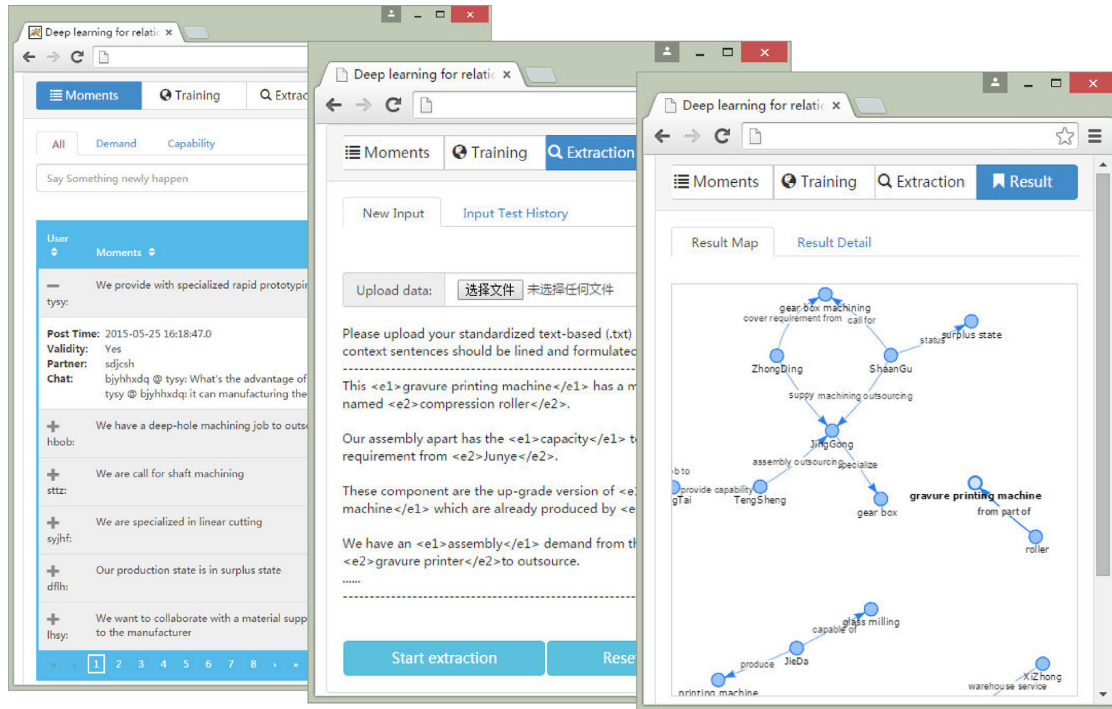 Deep learning for relatic
Moments
Training
Extrac
All
Demand
Capability
Say Something newly happen
User
Moments
We provide with specialized rapid prototypin
tysy:
Post Time: 2015-05-25 16:18:47.0
Validity: Yes
Partner: sdjcsh
Chat: bjyhhxdq @ tysy: What's the advantage of
tysy @ bjyhhxdq: it can manufacturing the
We have a deep-hole machining job to outso
hbob:
We are call for shaft machining
sttz:
We are specialized in linear cutting
syjhf:
Our production state is in surplus state
dflh:
We want to collaborate with a material supp
to the manufacturer
lhsy:
« ‹ 1 2 3 4 5 6 7 8 › »
Deep learning for relatic
Moments
Training
Extraction
New Input
Input Test History
Upload data:
选择文件 未选择任何文件
Please upload your standardized text-based (.txt)
context sentences should be lined and formulated
This <e1>gravure printing machine</e1> has a m
named <e2>compression roller</e2>.
Our assembly apart has the <e1>capacity</e1> t
requirement from <e2>Junye</e2>.
These component are the up-grade version of <e
machine</e1> which are already produced by <e
We have an <e1>assembly</e1> demand from th
<e2>gravure printer</e2>to outsource.
......
Start extraction
Rese
Deep learning for relatic
Moments
Training
Extraction
Result
Result Map
Result Detail
gear box machining
cover requirement from
call for
status
surplus state
ZhongDing
ShaanGu
suppy
machining outsourcing
JingGong
assembly outsourcing
specialize
b to
provide capability
gTai
TengSheng
gear box
gravure printing machine
from part of
roller
glass milling
capable of
JieDa
produce
printing machine
XiZhong
warehouse service